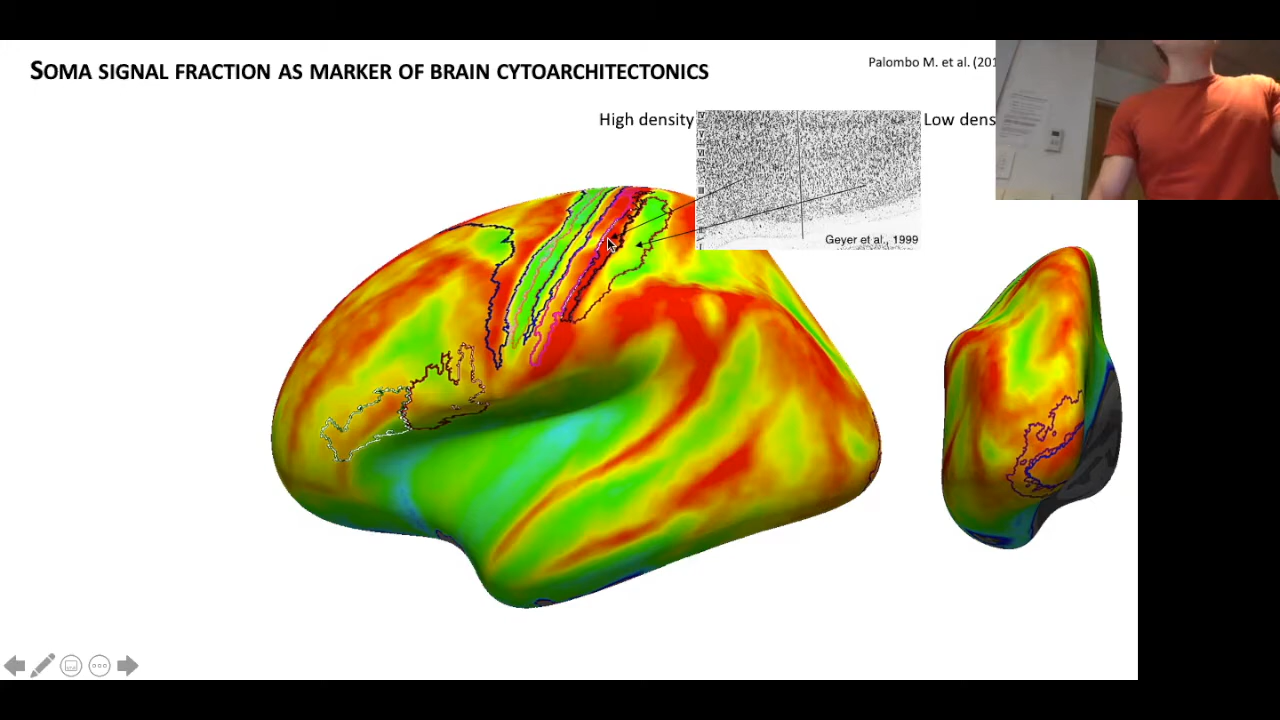 SOMA SIGNAL FRACTION AS MARKER OF BRAIN CYTOARCHITECTONICS
Palombo M. et al. (201
High density
Low dens
Geyer et al., 1999